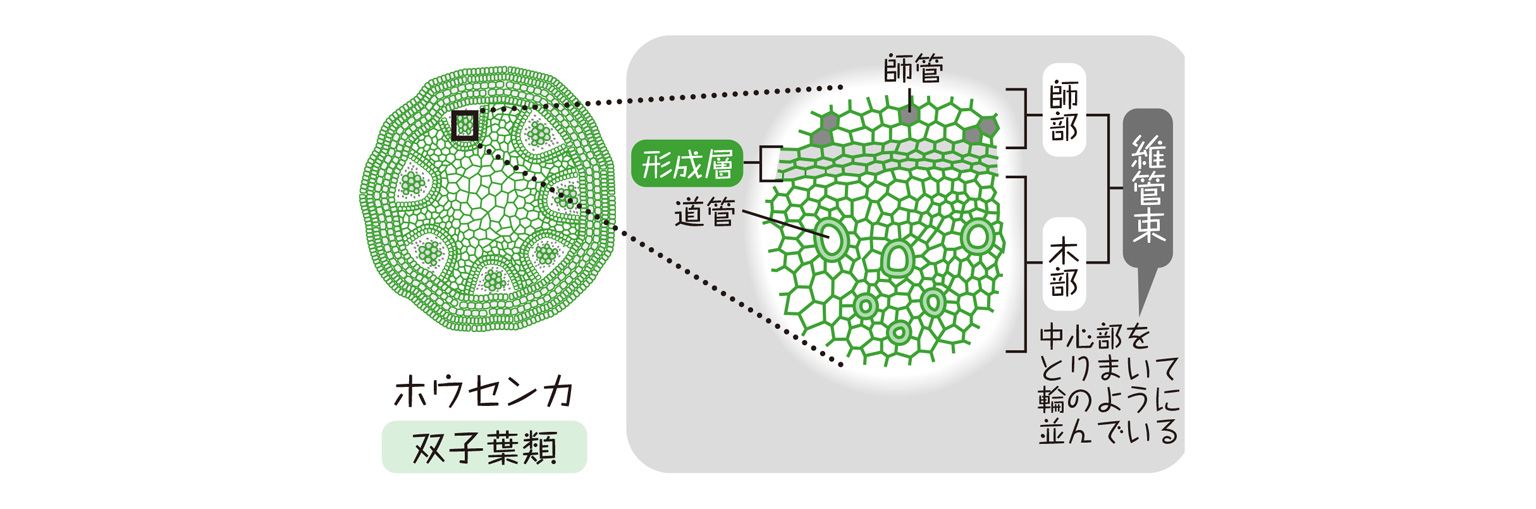 師管
師部
形成層
道管
維管束
木部
中心部を
とりまいて
輪のように
並んでいる
ホウセンカ
双子葉類